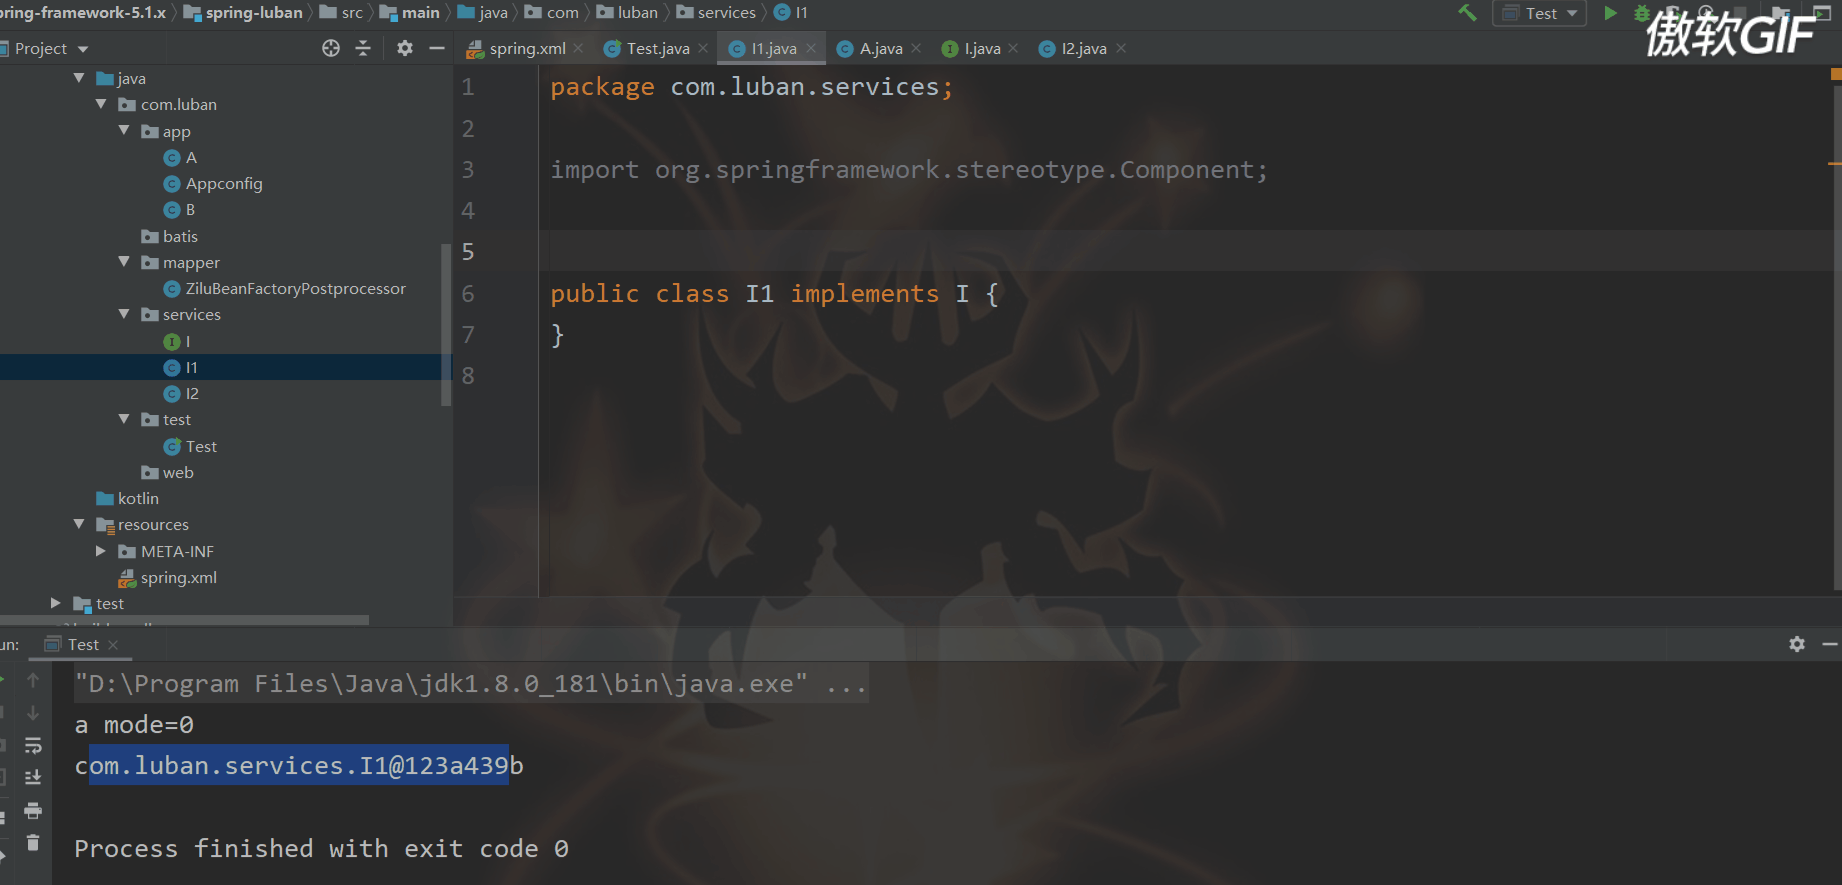 pring-framework-5.1.x spring-luban src main java com luban services I1
Test
傲软GIF
Project
spring.xml Test.java I1.java A.java I.java I2.java
java
com.luban
app
A
Appconfig
B
batis
mapper
ZiluBeanFactoryPostprocessor
services
I
I1
I2
test
Test
web
kotlin
resources
META-INF
spring.xml
test
1 package com.luban.services;
2
3 import org.springframework.stereotype.Component;
4
5
6 public class I1 implements I {
7 }
8
un: Test
"D:\Program Files\Java\jdk1.8.0_181\bin\java.exe" ...
a mode=0
com.luban.services.I1@123a439b
Process finished with exit code 0